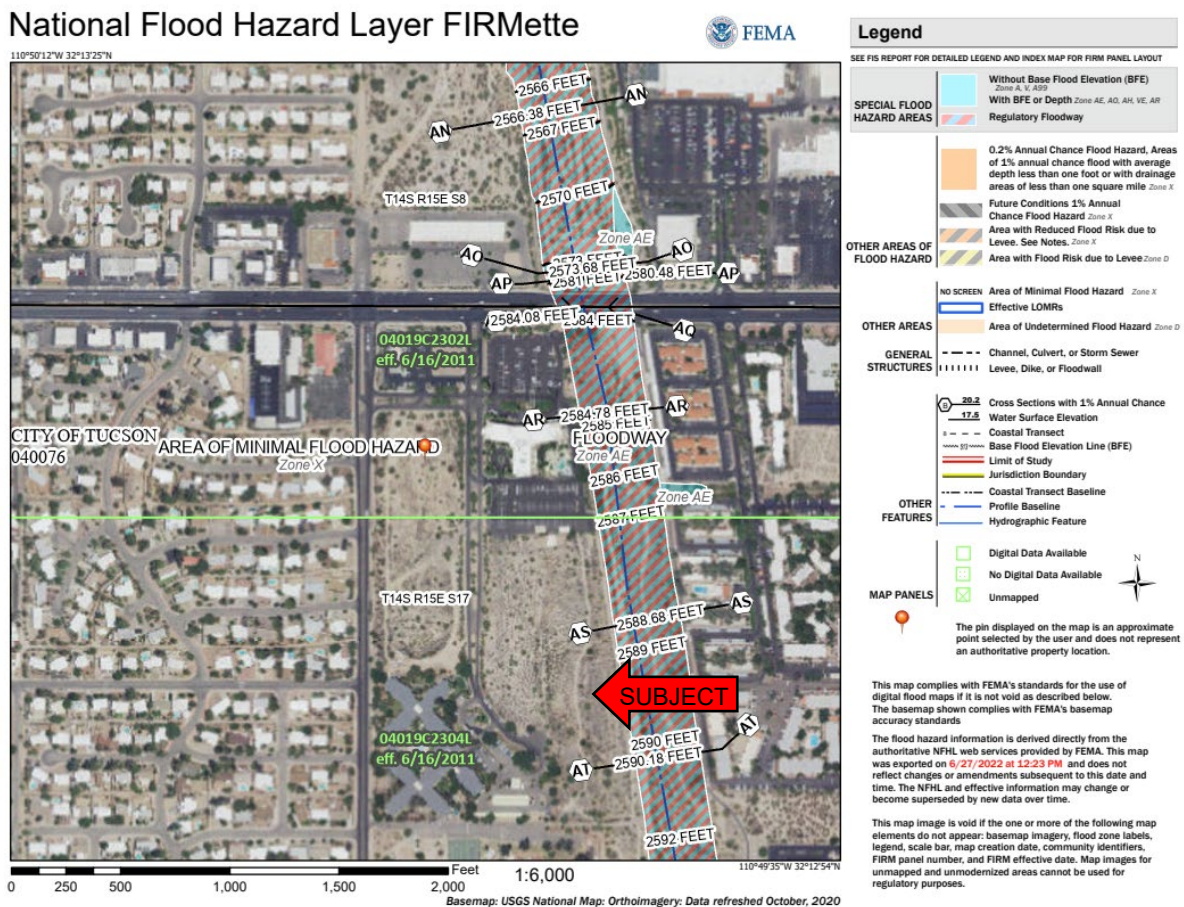 National Flood Hazard Layer FIRMette
FEMA
110°50'12"W 32°13'25"N
2566 FEET
AN
2566.38 FEET
AN
2567 FEET
T14S R15E S8
2570 FEET
Zone AE
AO
2573 FEET
AO
2573.68 FEET
AP
2581 FEET
2580.48 FEET
AP
2584.08 FEET
2584 FEET
AQ
04019C2302L
eff. 6/16/2011
AR
2584.78 FEET
AR
2585 FEET
FLOODWAY
Zone AE
CITY OF TUCSON
040076
AREA OF MINIMAL FLOOD HAZARD
Zone X
2586 FEET
Zone AE
2587 FEET
T14S R15E S17
AS
2588.68 FEET
AS
2589 FEET
SUBJECT
04019C2304L
eff. 6/16/2011
2590 FEET
AT
AT
2590.18 FEET
2592 FEET
110°49'35"W 32°12'54"N
0 250 500 1,000 1,500 2,000
Feet
1:6,000
Basemap: USGS National Map: Orthoimagery: Data refreshed October, 2020
Legend
SEE FIS REPORT FOR DETAILED LEGEND AND INDEX MAP FOR FIRM PANEL LAYOUT
SPECIAL FLOOD
HAZARD AREAS
Without Base Flood Elevation (BFE)
Zone A, V, A99
With BFE or Depth Zone AE, AO, AH, VE, AR
Regulatory Floodway
0.2% Annual Chance Flood Hazard, Areas
of 1% annual chance flood with average
depth less than one foot or with drainage
areas of less than one square mile Zone X
Future Conditions 1% Annual
Chance Flood Hazard Zone X
Area with Reduced Flood Risk due to
Levee. See Notes. Zone X
Area with Flood Risk due to Levee Zone D
OTHER AREAS OF
FLOOD HAZARD
NO SCREEN Area of Minimal Flood Hazard Zone X
Effective LOMRs
OTHER AREAS
Area of Undetermined Flood Hazard Zone D
GENERAL
STRUCTURES
Channel, Culvert, or Storm Sewer
Levee, Dike, or Floodwall
B 20.2 Cross Sections with 1% Annual Chance
17.5 Water Surface Elevation
8 Coastal Transect
513 Base Flood Elevation Line (BFE)
Limit of Study
Jurisdiction Boundary
Coastal Transect Baseline
OTHER
FEATURES
Profile Baseline
Hydrographic Feature
Digital Data Available
No Digital Data Available
Unmapped
MAP PANELS
N
The pin displayed on the map is an approximate
point selected by the user and does not represent
an authoritative property location.
This map complies with FEMA's standards for the use of
digital flood maps if it is not void as described below.
The basemap shown complies with FEMA's basemap
accuracy standards
The flood hazard information is derived directly from the
authoritative NFHL web services provided by FEMA. This map
was exported on 6/27/2022 at 12:23 PM and does not
reflect changes or amendments subsequent to this date and
time. The NFHL and effective information may change or
become superseded by new data over time.
This map image is void if the one or more of the following map
elements do not appear: basemap imagery, flood zone labels,
legend, scale bar, map creation date, community identifiers,
FIRM panel number, and FIRM effective date. Map images for
unmapped and unmodernized areas cannot be used for
regulatory purposes.